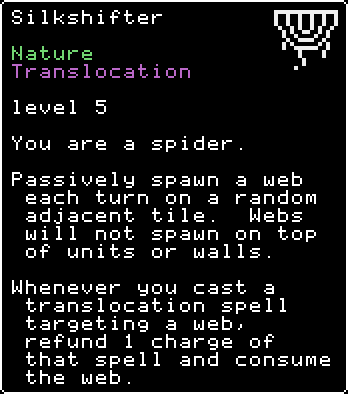 Silkshifter
Nature
Translocation
level 5
You are a spider.
Passively spawn a web
each turn on a random
adjacent tile.  Webs
will not spawn on top
of units or walls.
Whenever you cast a
translocation spell
targeting a web,
refund 1 charge of
that spell and consume
the web.